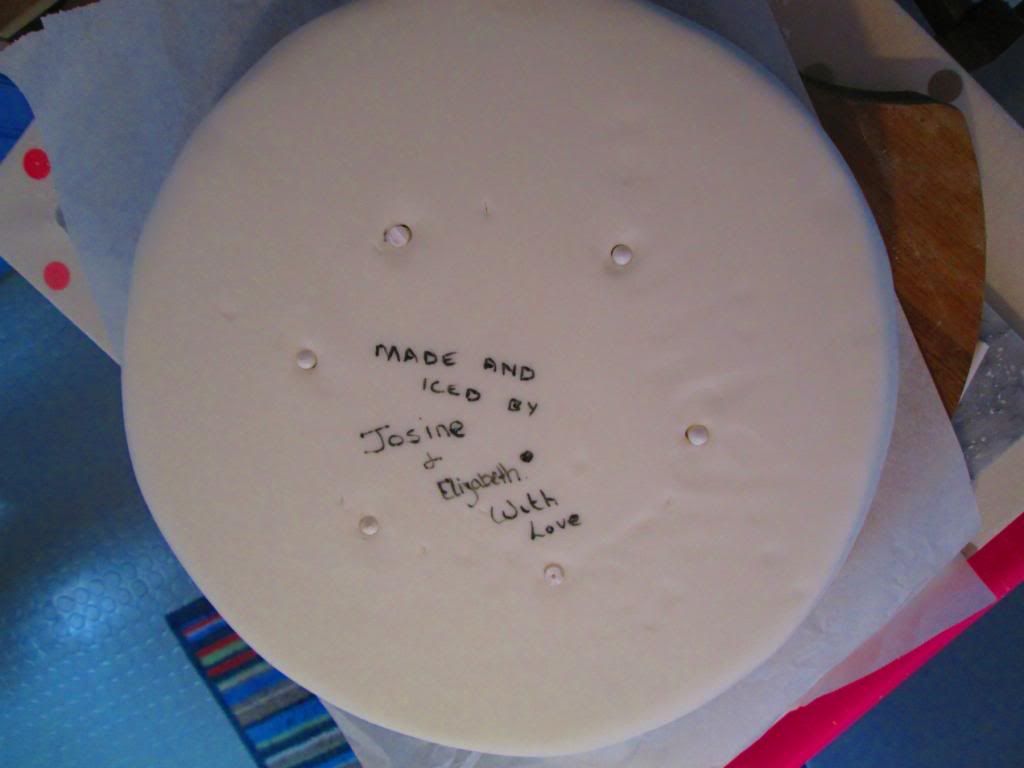 MADE AND
ICED BY
Josine
&
Elizabeth.
With
Love